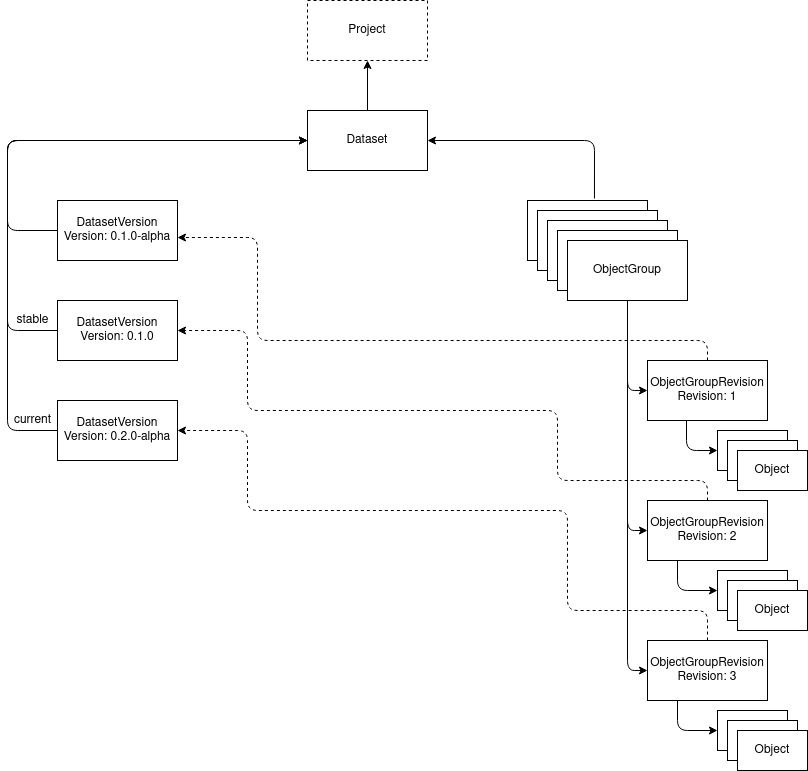 Project
Dataset
DatasetVersion
Version: 0.1.0-alpha
ObjectGroup
stable
DatasetVersion
Version: 0.1.0
ObjectGroupRevision
Revision: 1
current
DatasetVersion
Version: 0.2.0-alpha
Object
ObjectGroupRevision
Revision: 2
Object
ObjectGroupRevision
Revision: 3
Object